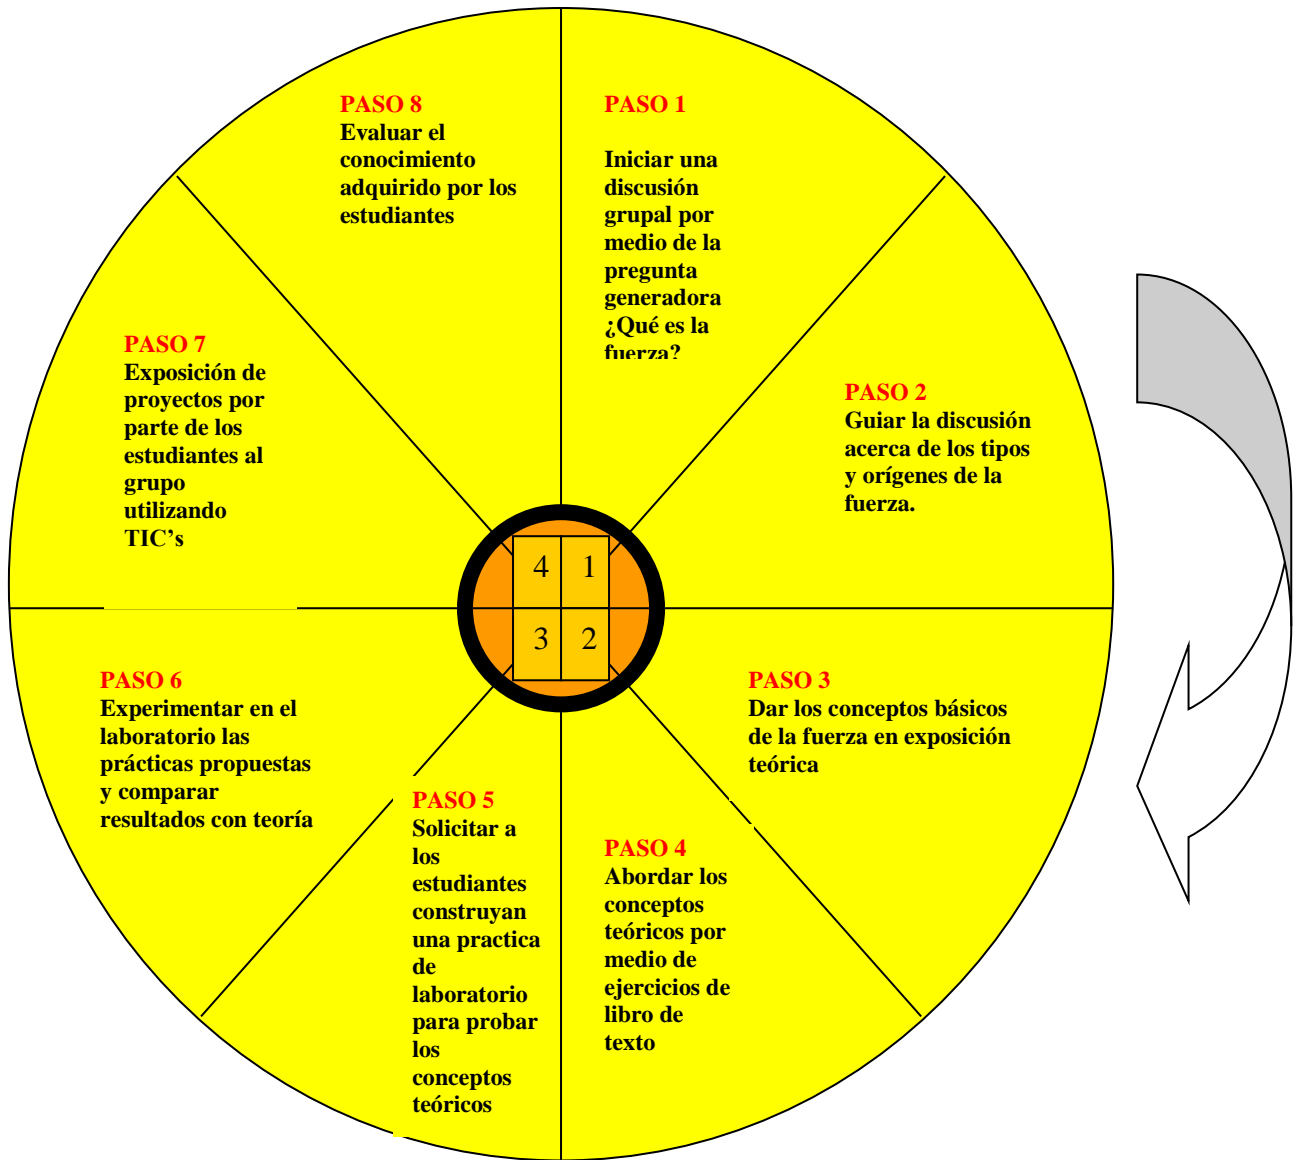 PASO 1
Iniciar una
discusión
grupal por
medio de la
pregunta
generadora
¿Qué es la
fuerza?
PASO 2
Guiar la discusión
acerca de los tipos
y orígenes de la
fuerza.
PASO 3
Dar los conceptos básicos
de la fuerza en exposición
teórica
PASO 4
Abordar los
conceptos
teóricos por
medio de
ejercicios de
libro de
texto
PASO 5
Solicitar a
los
estudiantes
construyan
una practica
de
laboratorio
para probar
los
conceptos
teóricos
PASO 6
Experimentar en el
laboratorio las
prácticas propuestas
y comparar
resultados con teoría
PASO 7
Exposición de
proyectos por
parte de los
estudiantes al
grupo
utilizando
TIC’s
PASO 8
Evaluar el
conocimiento
adquirido por los
estudiantes
4 1
3 2